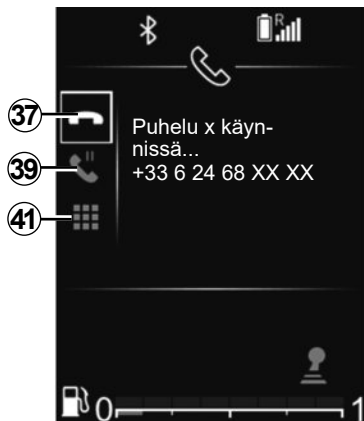 R
37
Puhelu x käyn-
nissä...
39
+33 6 24 68 XX XX
41
0
1